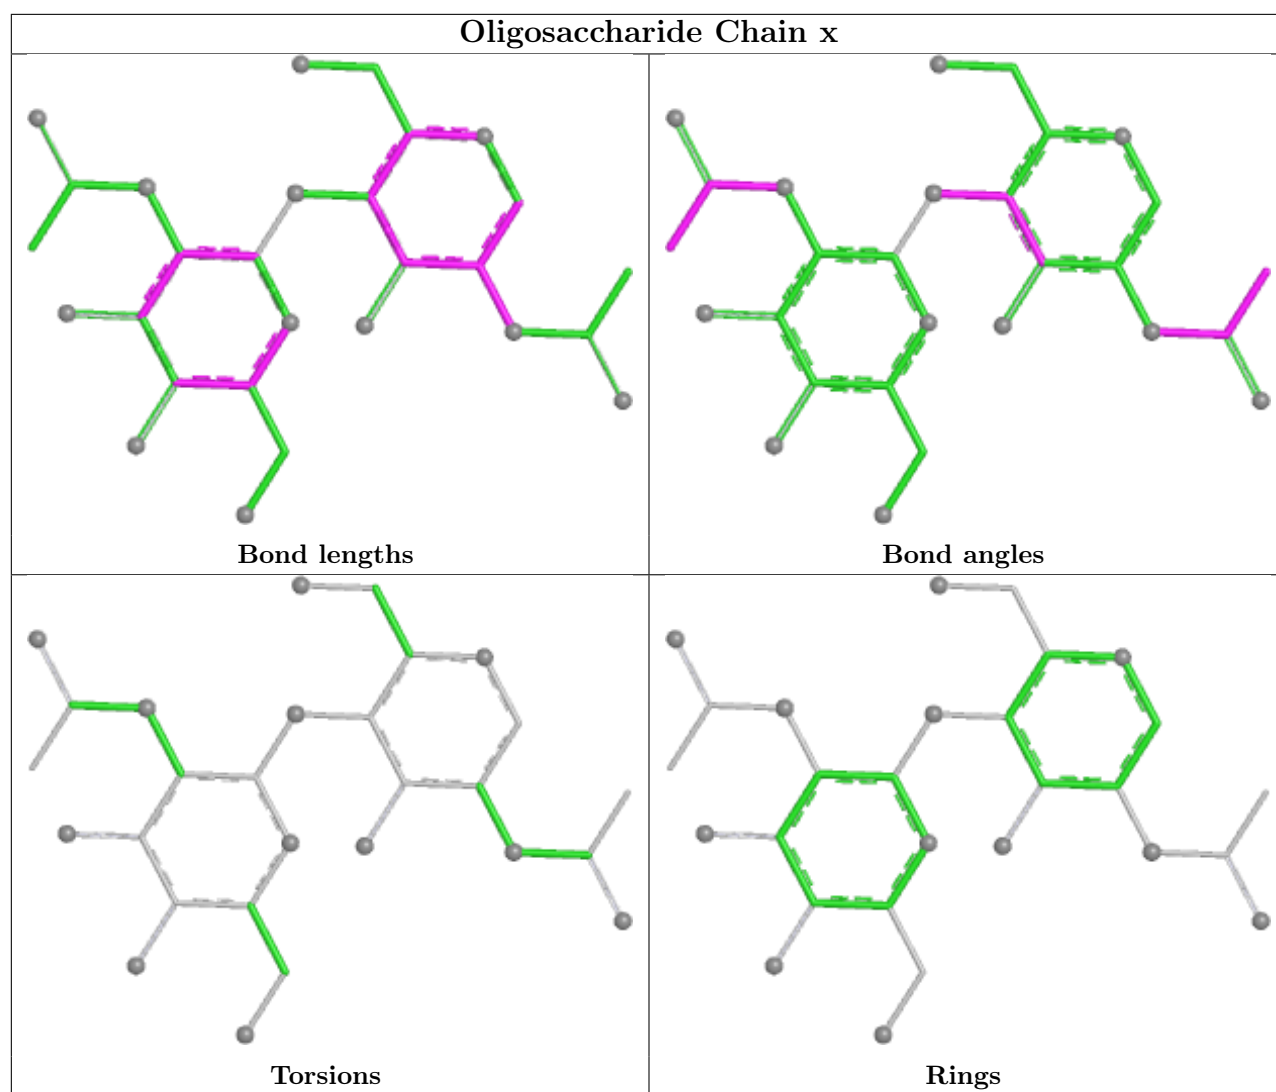 Oligosaccharide Chain x
Bond lengths
Bond angles
Torsions
Rings